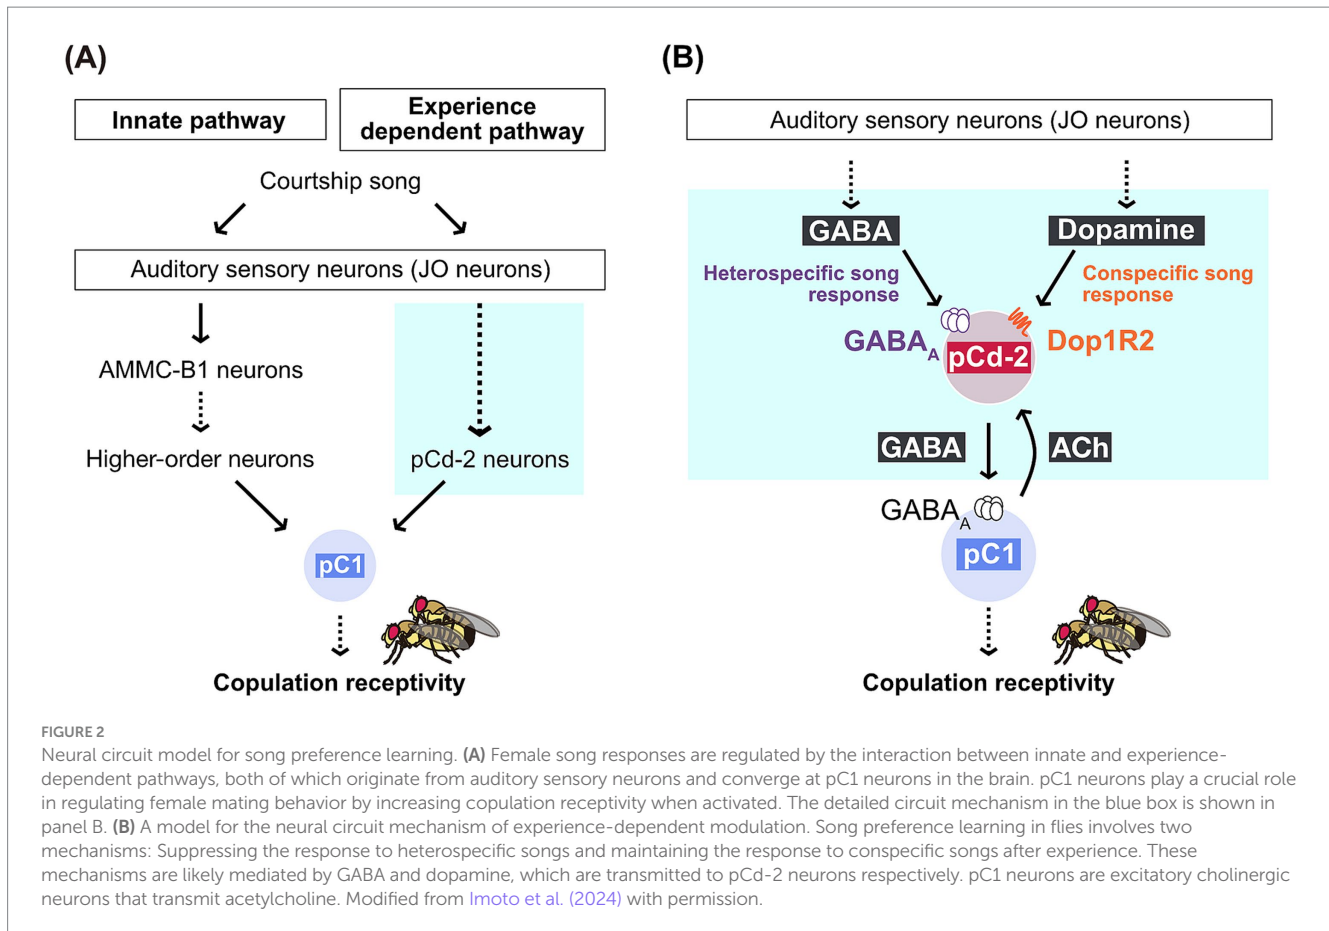 (A)
Innate pathway
Experience
dependent pathway
Courtship song
Auditory sensory neurons (JO neurons)
AMMC-B1 neurons
Higher-order neurons
pCd-2 neurons
pC1
Copulation receptivity
(B)
Auditory sensory neurons (JO neurons)
GABA
Dopamine
Heterospecific song
response
Conspecific song
response
GABAA
pCd-2
Dop1R2
GABA
ACh
GABAA
pC1
Copulation receptivity
FIGURE 2
Neural circuit model for song preference learning. (A) Female song responses are regulated by the interaction between innate and experience-
dependent pathways, both of which originate from auditory sensory neurons and converge at pC1 neurons in the brain. pC1 neurons play a crucial role
in regulating female mating behavior by increasing copulation receptivity when activated. The detailed circuit mechanism in the blue box is shown in
panel B. (B) A model for the neural circuit mechanism of experience-dependent modulation. Song preference learning in flies involves two
mechanisms: Suppressing the response to heterospecific songs and maintaining the response to conspecific songs after experience. These
mechanisms are likely mediated by GABA and dopamine, which are transmitted to pCd-2 neurons respectively. pC1 neurons are excitatory cholinergic
neurons that transmit acetylcholine. Modified from Imoto et al. (2024) with permission.